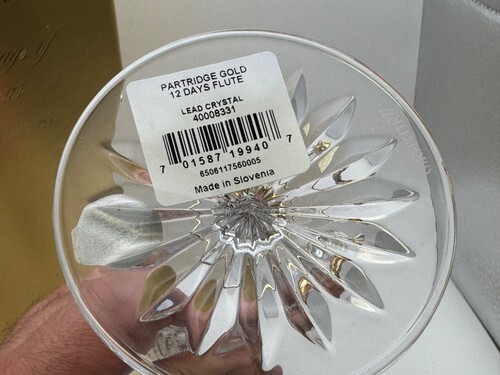 PARTRIDGE GOLD
12 DAYS FLUTE
LEAD CRYSTAL
40008331
7 01587 19940 7
6506117560005
Made in Slovenia